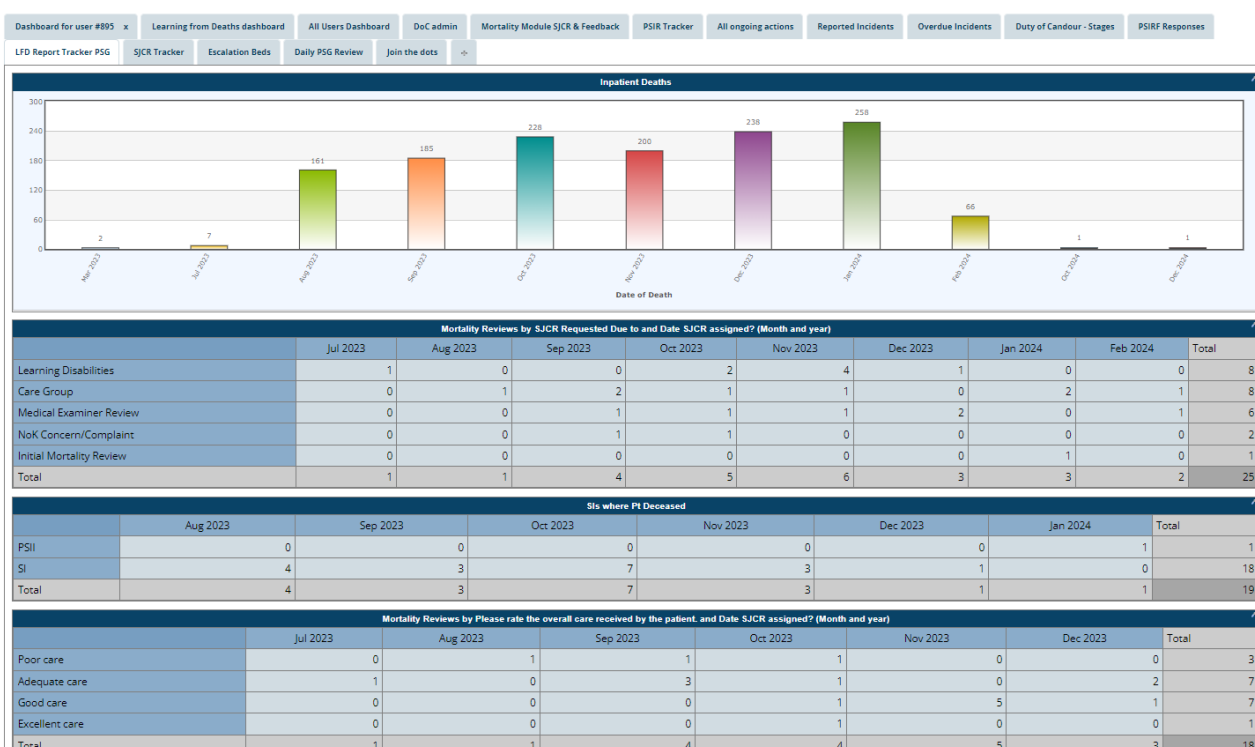 Dashboard for user #895 x Learning from Deaths dashboard All Users Dashboard DoC admin Mortality Module SJCR & Feedback PSIR Tracker All ongoing actions Reported Incidents Overdue Incidents Duty of Candour - Stages PSIRF Responses
LFD Report Tracker PSG SJCR Tracker Escalation Beds Daily PSG Review Join the dots
Inpatient Deaths
300
240
180
120
60
0
2 7 161 185 228 200 238 258 66 1 1
Mar 2023 Jul 2023 Aug 2023 Sep 2023 Oct 2023 Nov 2023 Dec 2023 Jan 2024 Feb 2024 Oct 2024 Dec 2024
Date of Death
Mortality Reviews by SJCR Requested Due to and Date SJCR assigned? (Month and year)
Jul 2023 Aug 2023 Sep 2023 Oct 2023 Nov 2023 Dec 2023 Jan 2024 Feb 2024 Total
Learning Disabilities 1 0 0 2 4 1 0 0 8
Care Group 0 1 2 1 1 0 2 1 8
Medical Examiner Review 0 0 1 1 1 2 0 1 6
NoK Concern/Complaint 0 0 1 1 0 0 0 0 2
Initial Mortality Review 0 0 0 0 0 0 1 0 1
Total 1 1 4 5 6 3 3 2 25
SIs where Pt Deceased
Aug 2023 Sep 2023 Oct 2023 Nov 2023 Dec 2023 Jan 2024 Total
PSII 0 0 0 0 0 1 1
SI 4 3 7 3 1 0 18
Total 4 3 7 3 1 1 19
Mortality Reviews by Please rate the overall care received by the patient. and Date SJCR assigned? (Month and year)
Jul 2023 Aug 2023 Sep 2023 Oct 2023 Nov 2023 Dec 2023 Total
Poor care 0 1 1 1 0 0 3
Adequate care 1 0 3 1 0 2 7
Good care 0 0 0 1 5 1 7
Excellent care 0 0 0 1 0 0 1
Total 1 1 4 4 5 3 18